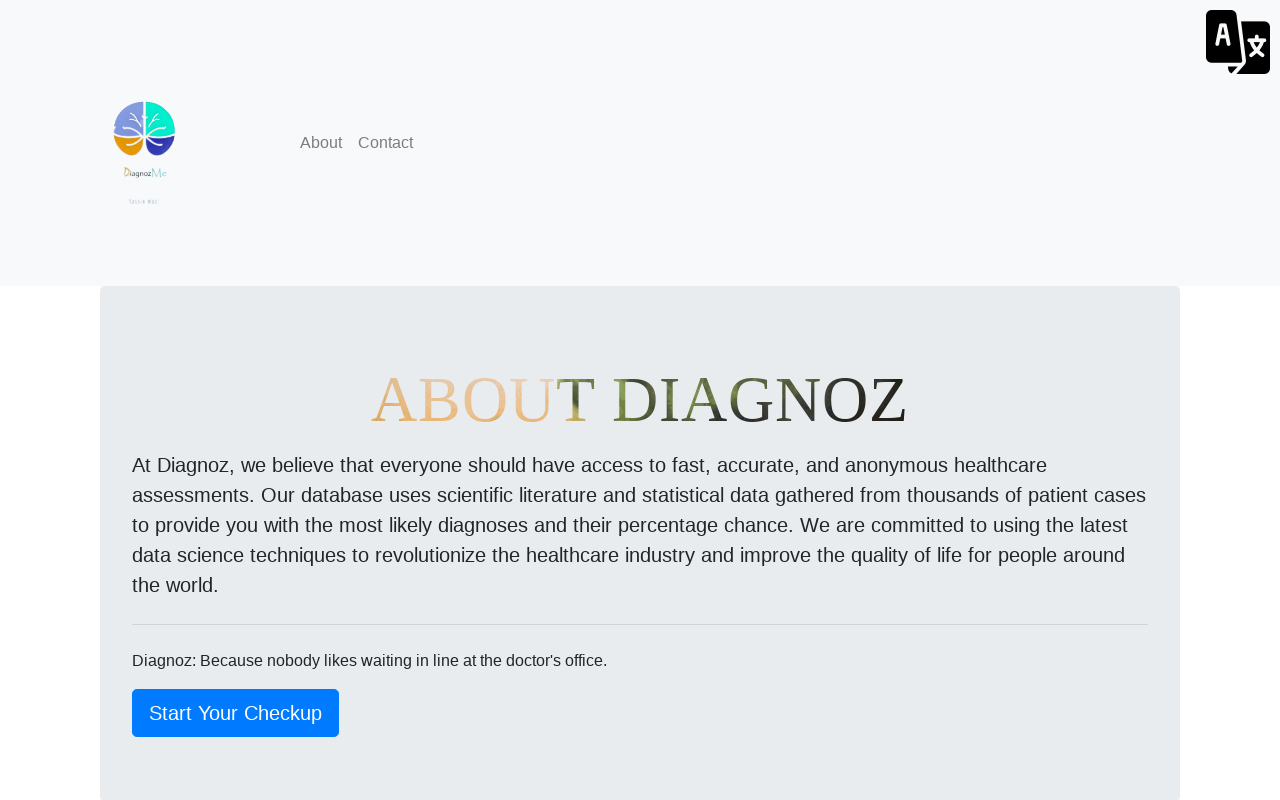 DiagnozMe
About Contact
ABOUT DIAGNOZ
At Diagnoz, we believe that everyone should have access to fast, accurate, and anonymous healthcare
assessments. Our database uses scientific literature and statistical data gathered from thousands of patient cases
to provide you with the most likely diagnoses and their percentage chance. We are committed to using the latest
data science techniques to revolutionize the healthcare industry and improve the quality of life for people around
the world.
Diagnoz: Because nobody likes waiting in line at the doctor's office.
Start Your Checkup